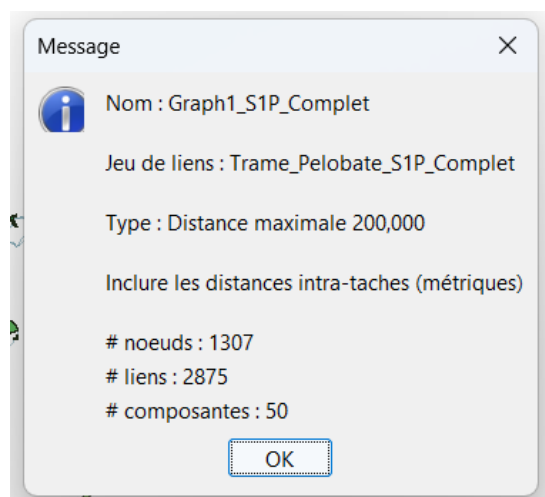 Message
Nom : Graph1_S1P_Complet
Jeu de liens : Trame_Pelobate_S1P_Complet
Type : Distance maximale 200,000
Inclure les distances intra-taches (métriques)
# noeuds : 1307
# liens : 2875
# composantes : 50
OK